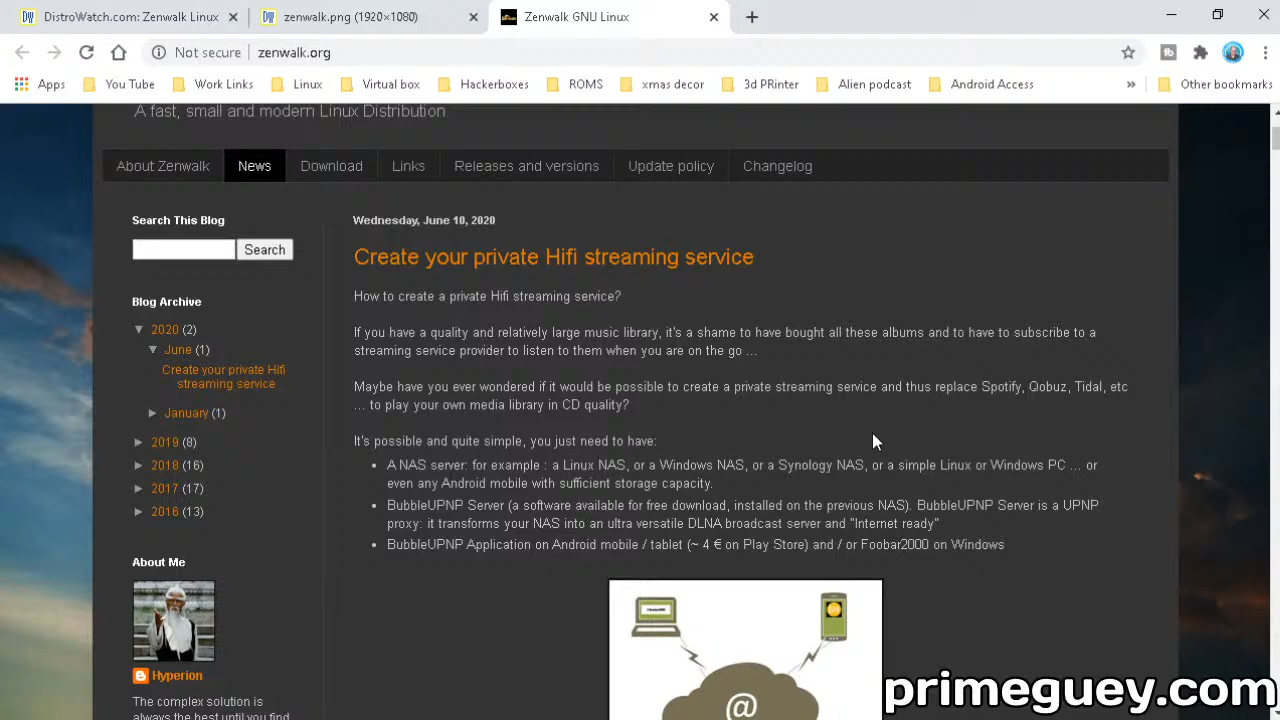 DistroWatch.com: Zenwalk Linux
zenwalk.png (1920×1080)
Zenwalk GNU Linux
Not secure
zenwalk.org
Apps
You Tube
Work Links
Linux
Virtual box
Hackerboxes
ROMS
xmas decor
3d PRinter
Alien podcast
Android Access
»
Other bookmarks
A fast, small and modern Linux Distribution
About Zenwalk
News
Download
Links
Releases and versions
Update policy
Changelog
Search This Blog
Search
Blog Archive
▼ 2020 (2)
▼ June (1)
Create your private Hifi
streaming service
► January (1)
► 2019 (8)
► 2018 (16)
► 2017 (17)
► 2016 (13)
About Me
Hyperion
The complex solution is
always the best until you find
Wednesday, June 10, 2020
Create your private Hifi streaming service
How to create a private Hifi streaming service?
If you have a quality and relatively large music library, it's a shame to have bought all these albums and to have to subscribe to a
streaming service provider to listen to them when you are on the go ...
Maybe have you ever wondered if it would be possible to create a private streaming service and thus replace Spotify, Qobuz, Tidal, etc
... to play your own media library in CD quality?
It's possible and quite simple, you just need to have:
• A NAS server: for example : a Linux NAS, or a Windows NAS, or a Synology NAS, or a simple Linux or Windows PC ... or
even any Android mobile with sufficient storage capacity.
• BubbleUPNP Server (a software available for free download, installed on the previous NAS). BubbleUPNP Server is a UPNP
proxy: it transforms your NAS into an ultra versatile DLNA broadcast server and "Internet ready"
• BubbleUPNP Application on Android mobile / tablet (~ 4 € on Play Store) and / or Foobar2000 on Windows
@
primeguey.com